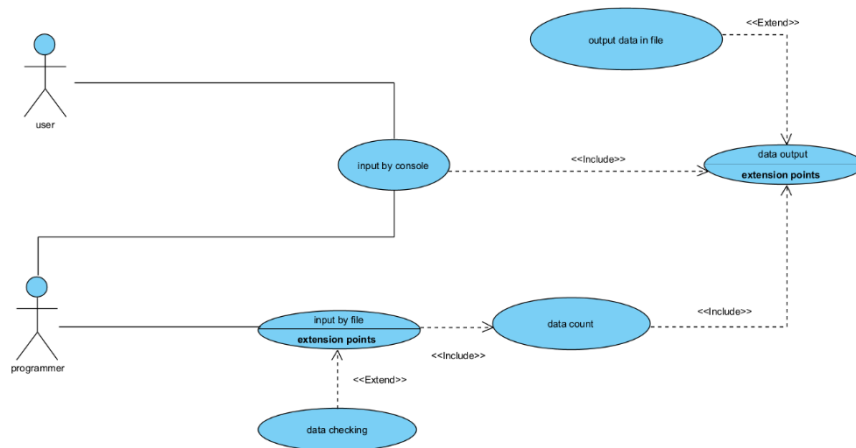 <<Extend>>
output data in file
user
data output
input by console
<<Include>>
extension points
input by file
data count
<<Include>>
extension points
<<Include>>
programmer
<<Extend>>
data checking